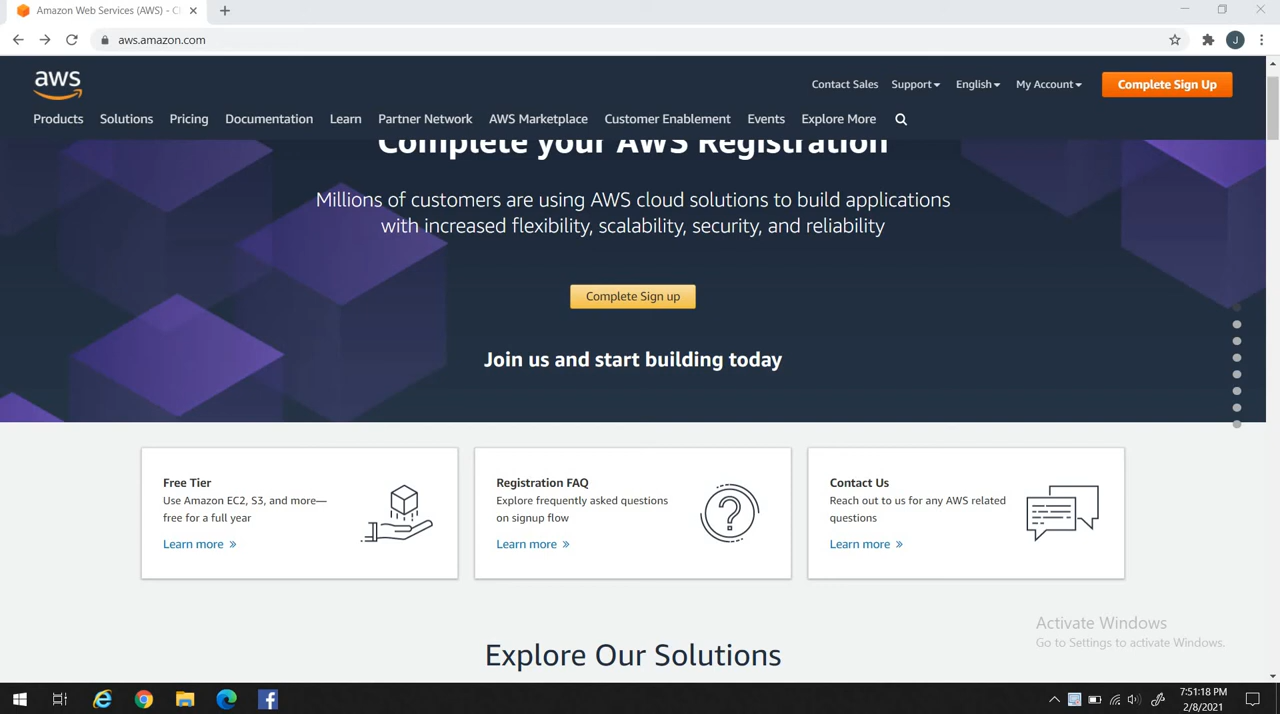 Amazon Web Services (AWS) - C
aws.amazon.com
J
aws
Contact Sales Support English My Account Complete Sign Up
Products Solutions Pricing Documentation Learn Partner Network AWS Marketplace Customer Enablement Events Explore More
Complete your AWS Registration
Millions of customers are using AWS cloud solutions to build applications
with increased flexibility, scalability, security, and reliability
Complete Sign up
Join us and start building today
Free Tier
Use Amazon EC2, S3, and more—
free for a full year
Learn more »
Registration FAQ
Explore frequently asked questions
on signup flow
Learn more »
Contact Us
Reach out to us for any AWS related
questions
Learn more »
Explore Our Solutions
Activate Windows
Go to Settings to activate Windows.
7:51:18 PM
2/8/2021